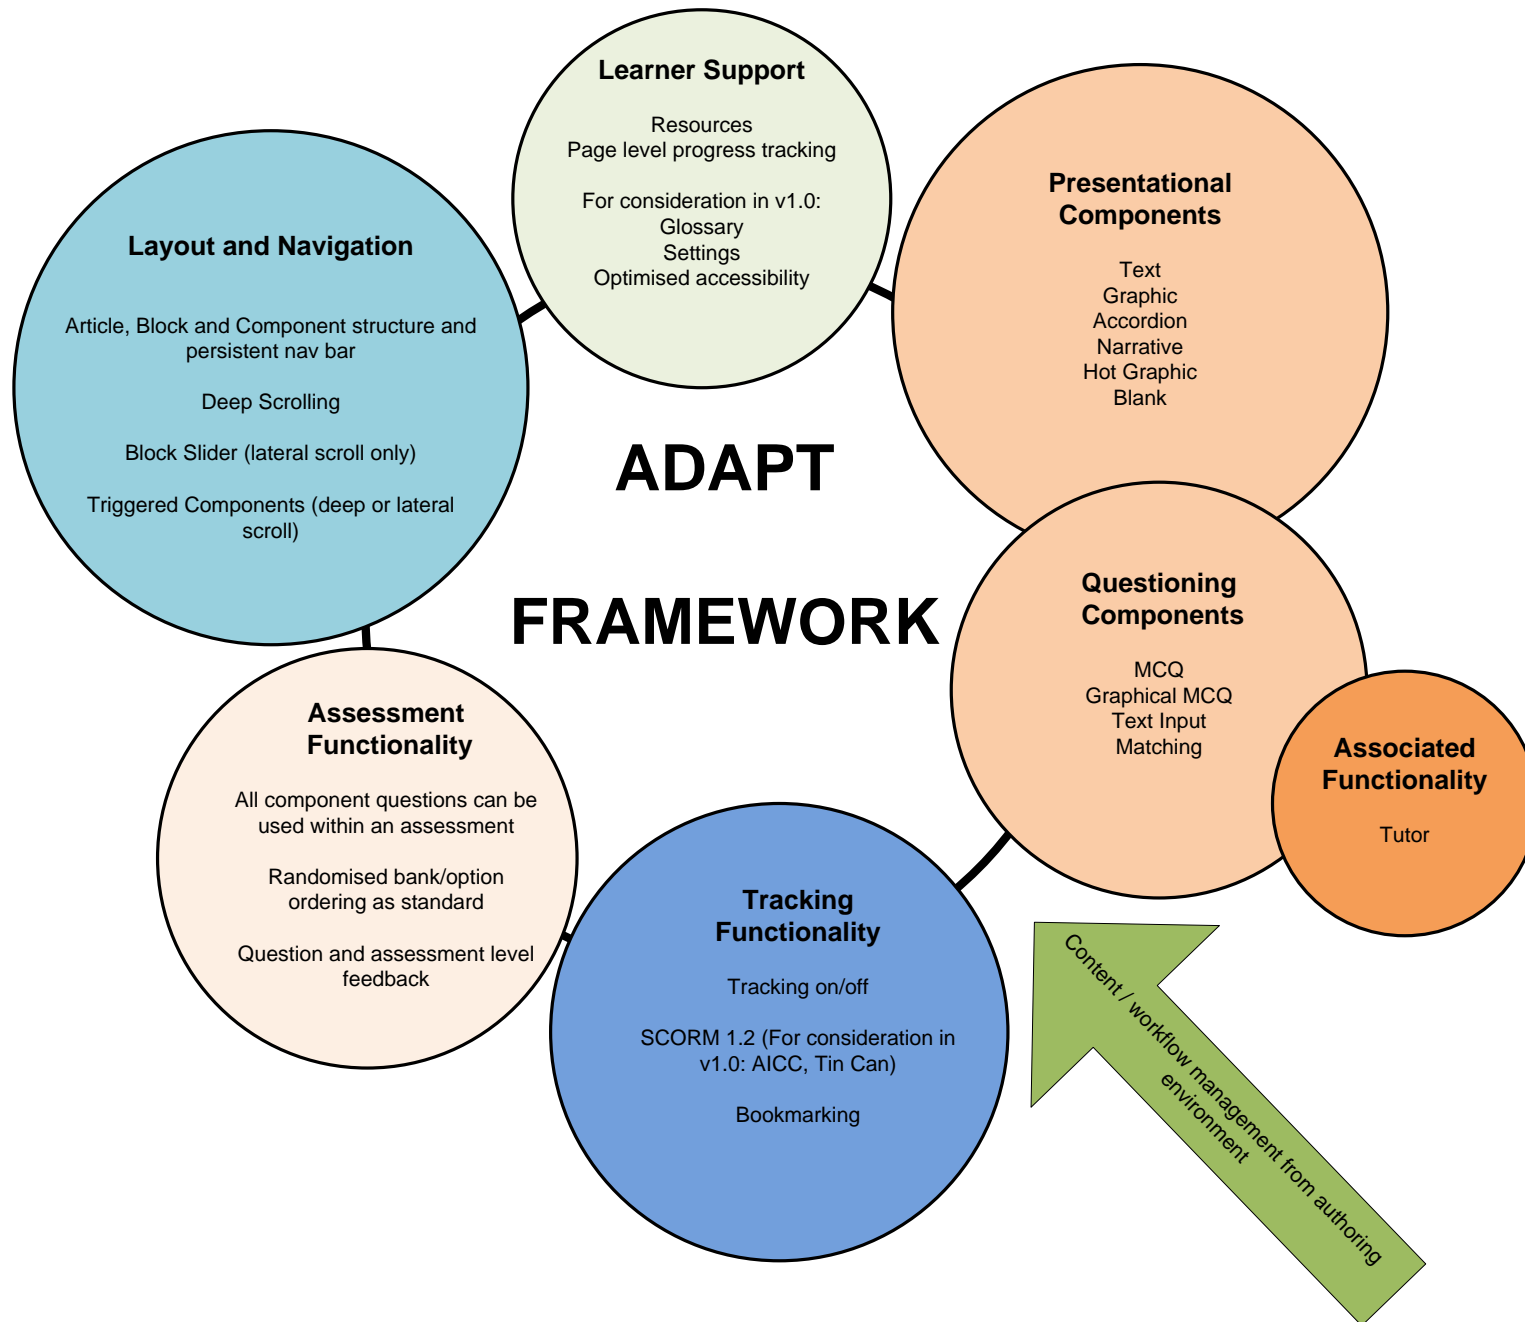 Learner Support
Resources
Page level progress tracking
For consideration in v1.0:
Glossary
Settings
Optimised accessibility
Presentational
Components
Text
Graphic
Accordion
Narrative
Hot Graphic
Blank
Layout and Navigation
Article, Block and Component structure and
persistent nav bar
Deep Scrolling
Block Slider (lateral scroll only)
Triggered Components (deep or lateral
scroll)
ADAPT
FRAMEWORK
Questioning
Components
MCQ
Graphical MCQ
Text Input
Matching
Associated
Functionality
Tutor
Assessment
Functionality
All component questions can be
used within an assessment
Randomised bank/option
ordering as standard
Question and assessment level
feedback
Tracking
Functionality
Tracking on/off
SCORM 1.2 (For consideration in
v1.0: AICC, Tin Can)
Bookmarking
Content / workflow management from authoring
environment